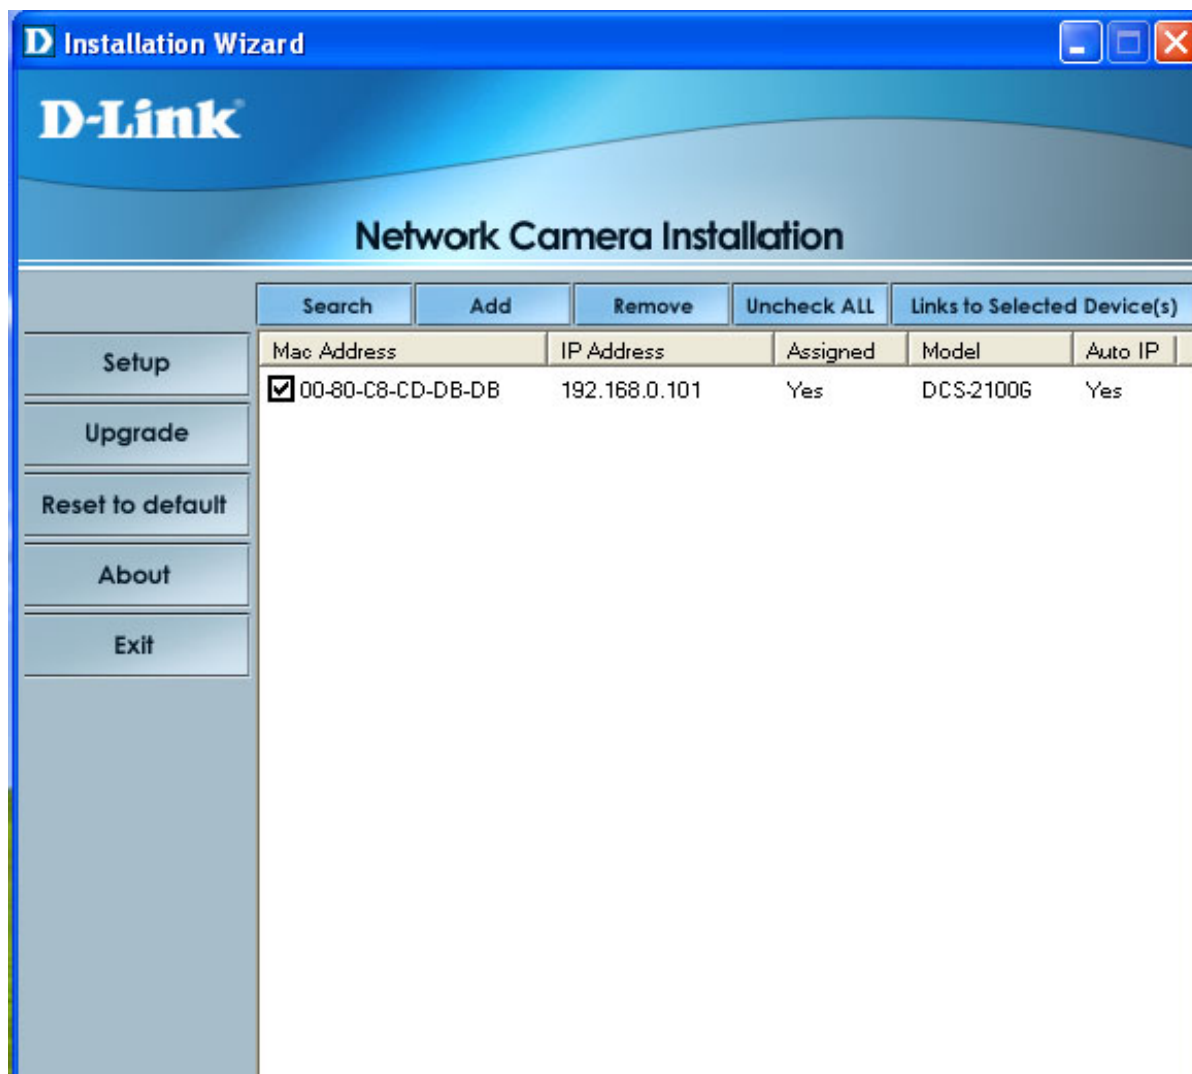 D Installation Wizard
D-Link®
Network Camera Installation
Search Add Remove Uncheck ALL Links to Selected Device(s)
Mac Address IP Address Assigned Model Auto IP
00-80-C8-CD-DB-DB 192.168.0.101 Yes DCS-2100G Yes
Setup
Upgrade
Reset to default
About
Exit